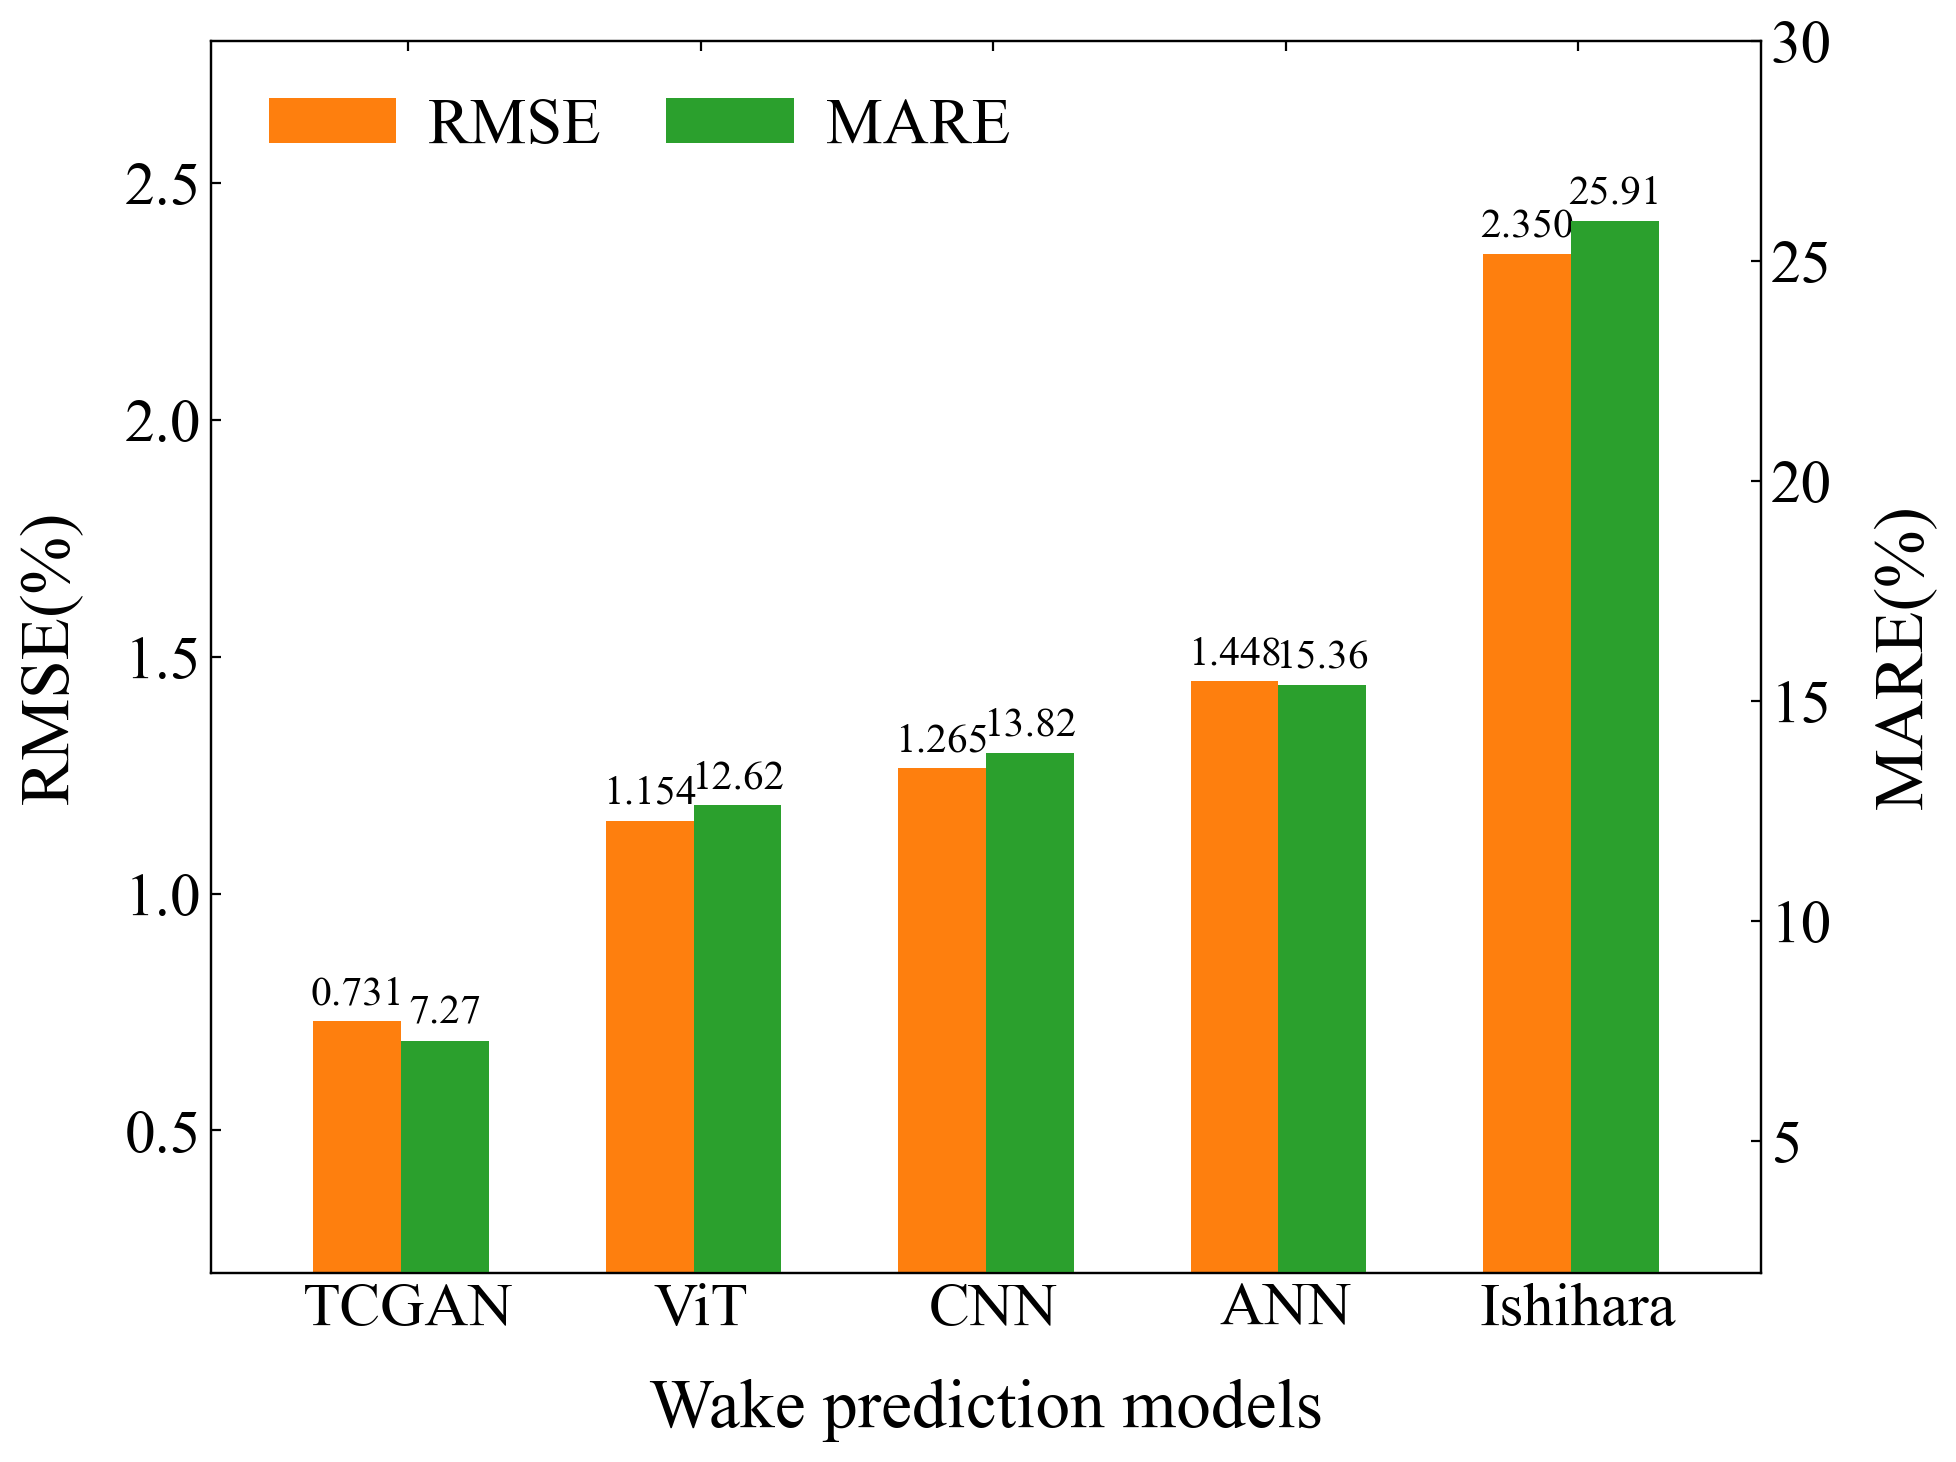 RMSE
MARE
RMSE(%)
2.5
2.0
1.5
1.0
0.5
30
25
20
15
10
5
MARE(%)
0.731
7.27
1.154
12.62
1.265
13.82
1.448
15.36
2.350
25.91
TCGAN
ViT
CNN
ANN
Ishihara
Wake prediction models